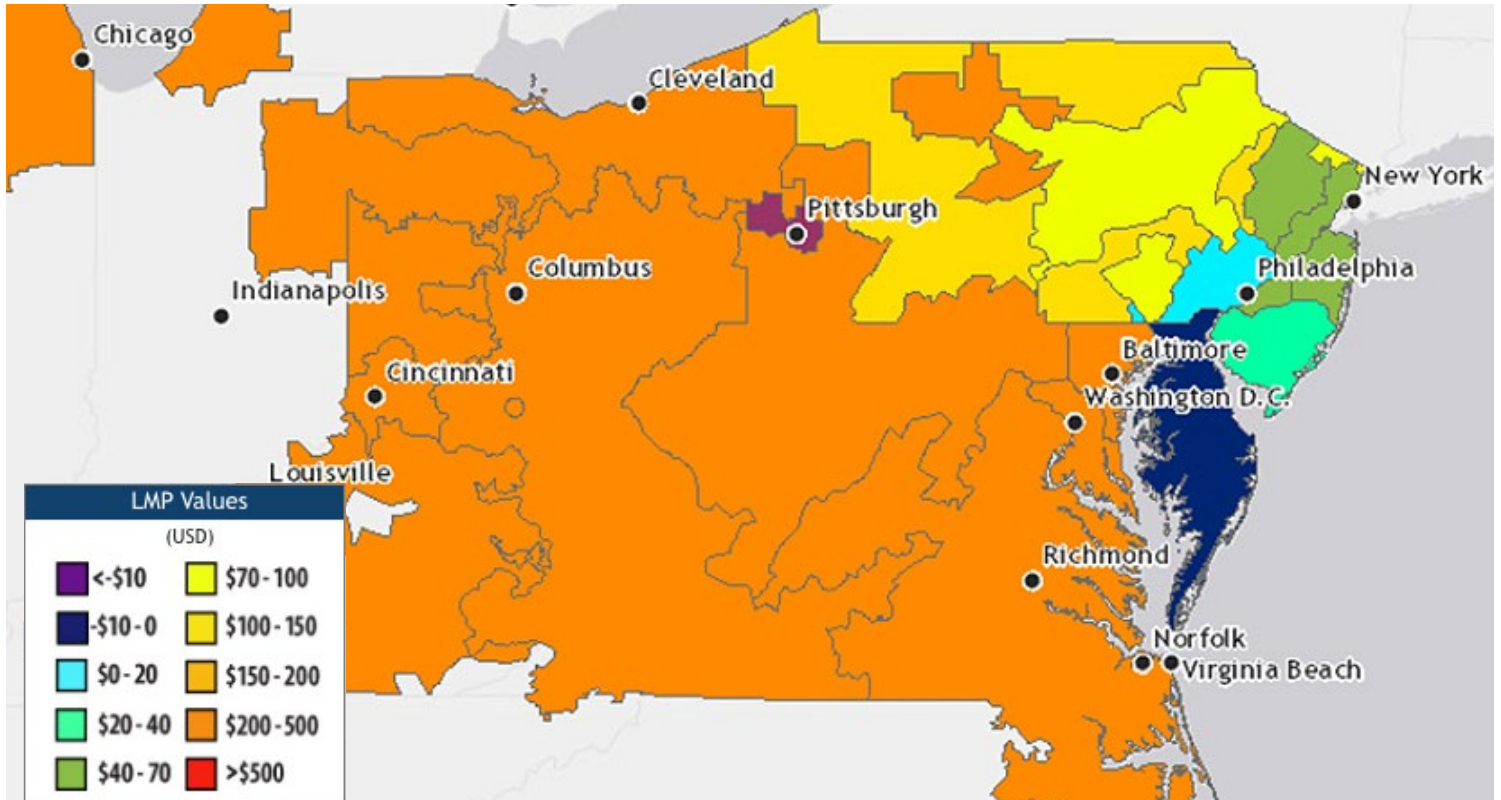 Chicago
Cleveland
New York
Pittsburgh
Columbus
Philadelphia
Indianapolis
Baltimore
Cincinnati
Washington D.C.
Louisville
LMP Values
(USD)
<-$10 $70 - 100
-$10 - 0 $100 - 150
$0 - 20 $150 - 200
$20 - 40 $200 - 500
$40 - 70 >$500
Richmond
Norfolk
Virginia Beach